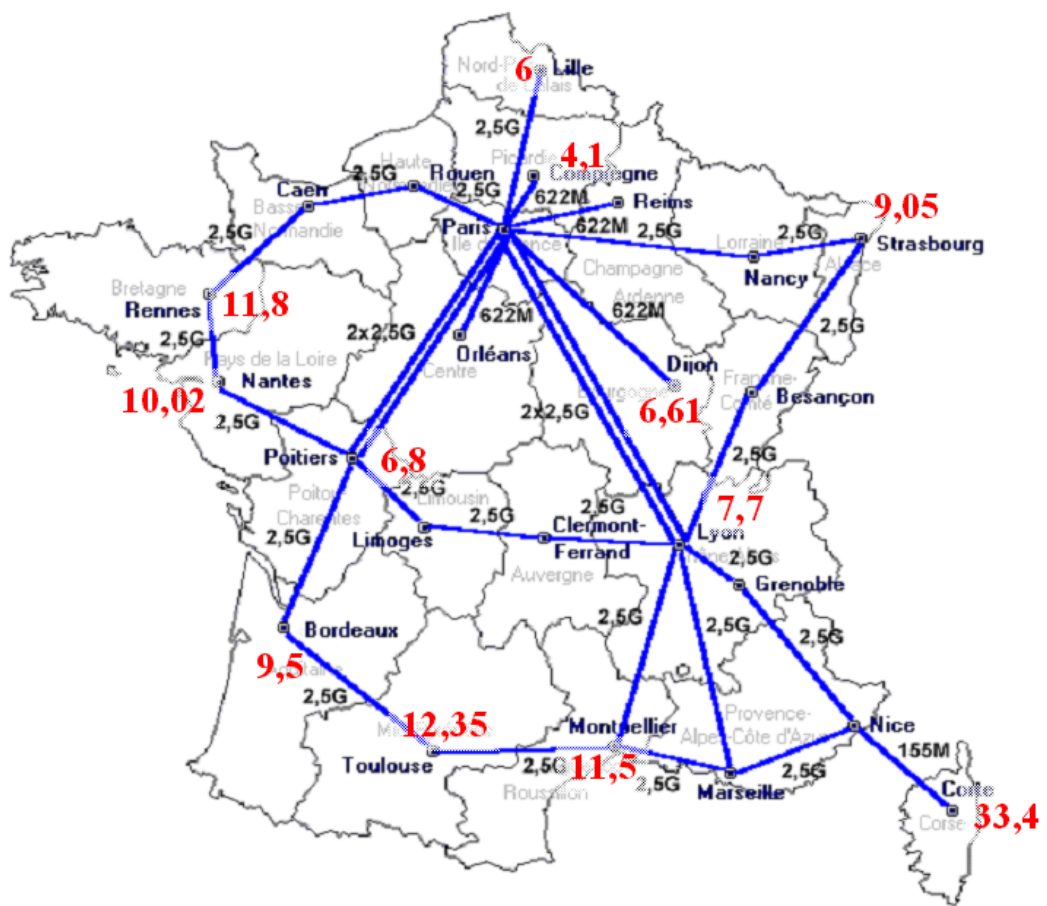 Nord-P
de Calais
6
Lille
2,5G
Picardie
4,1
Compiègne
Haute
Normandie
Rouen
2,5G
2,5G
Caen
Basse
Normandie
622M
Reims
622M
Paris
Ile de France
2,5G
Lorraine
2,5G
9,05
Strasbourg
Alsace
Nancy
2,5G
Champagne
Ardenne
Bretagne
Rennes
11,8
622M
622M
2x2,5G
Orléans
Centre
2,5G
Pays de la Loire
Nantes
10,02
2,5G
Dijon
Bourgogne
6,61
2,5G
Franche-
Comté
Besançon
2x2,5G
Poitiers
6,8
2,5G
2,5G
Poitou
Charentes
Limousin
2,5G
7,7
Lyon
Rhône-Alpes
2,5G
Limoges
2,5G
Clermont-
Ferrand
Auvergne
2,5G
Grenoble
Bordeaux
9,5
Aquitaine
2,5G
2,5G
2,5G
2,5G
12,35
Toulouse
Montpellier
11,5
2,5G
Roussillon
2,5G
Provence-
Alpes-Côte d'Azur
Marseille
2,5G
Nice
155M
Corte
Corse
33,4